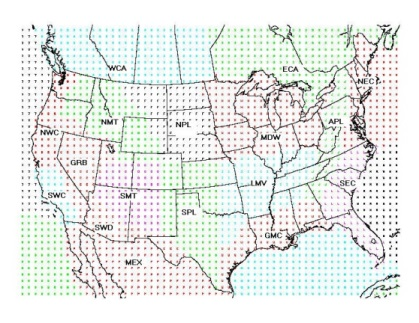 WCA
ECA
NEC
NMT
NPL
APL
NWC
MDW
GRB
SWC
SMT
LMV
SEC
SPL
SWD
GMC
MEX